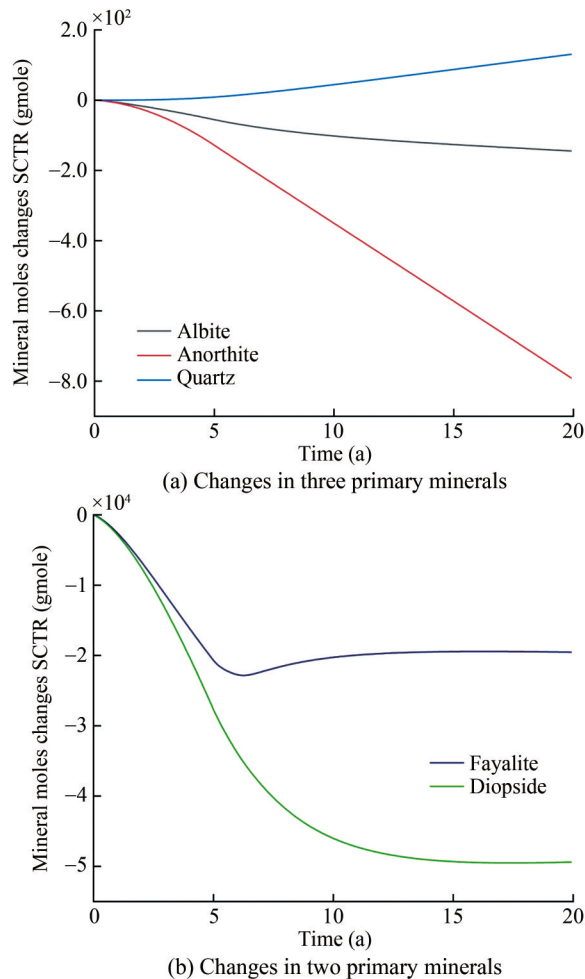 ×10²
2.0
0
−2.0
−4.0
−6.0
−8.0
Mineral moles changes SCTR (gmole)
Albite
Anorthite
Quartz
0 5 10 15 20
Time (a)
(a) Changes in three primary minerals
×10⁴
0
−1
−2
−3
−4
−5
Mineral moles changes SCTR (gmole)
Fayalite
Diopside
0 5 10 15 20
Time (a)
(b) Changes in two primary minerals